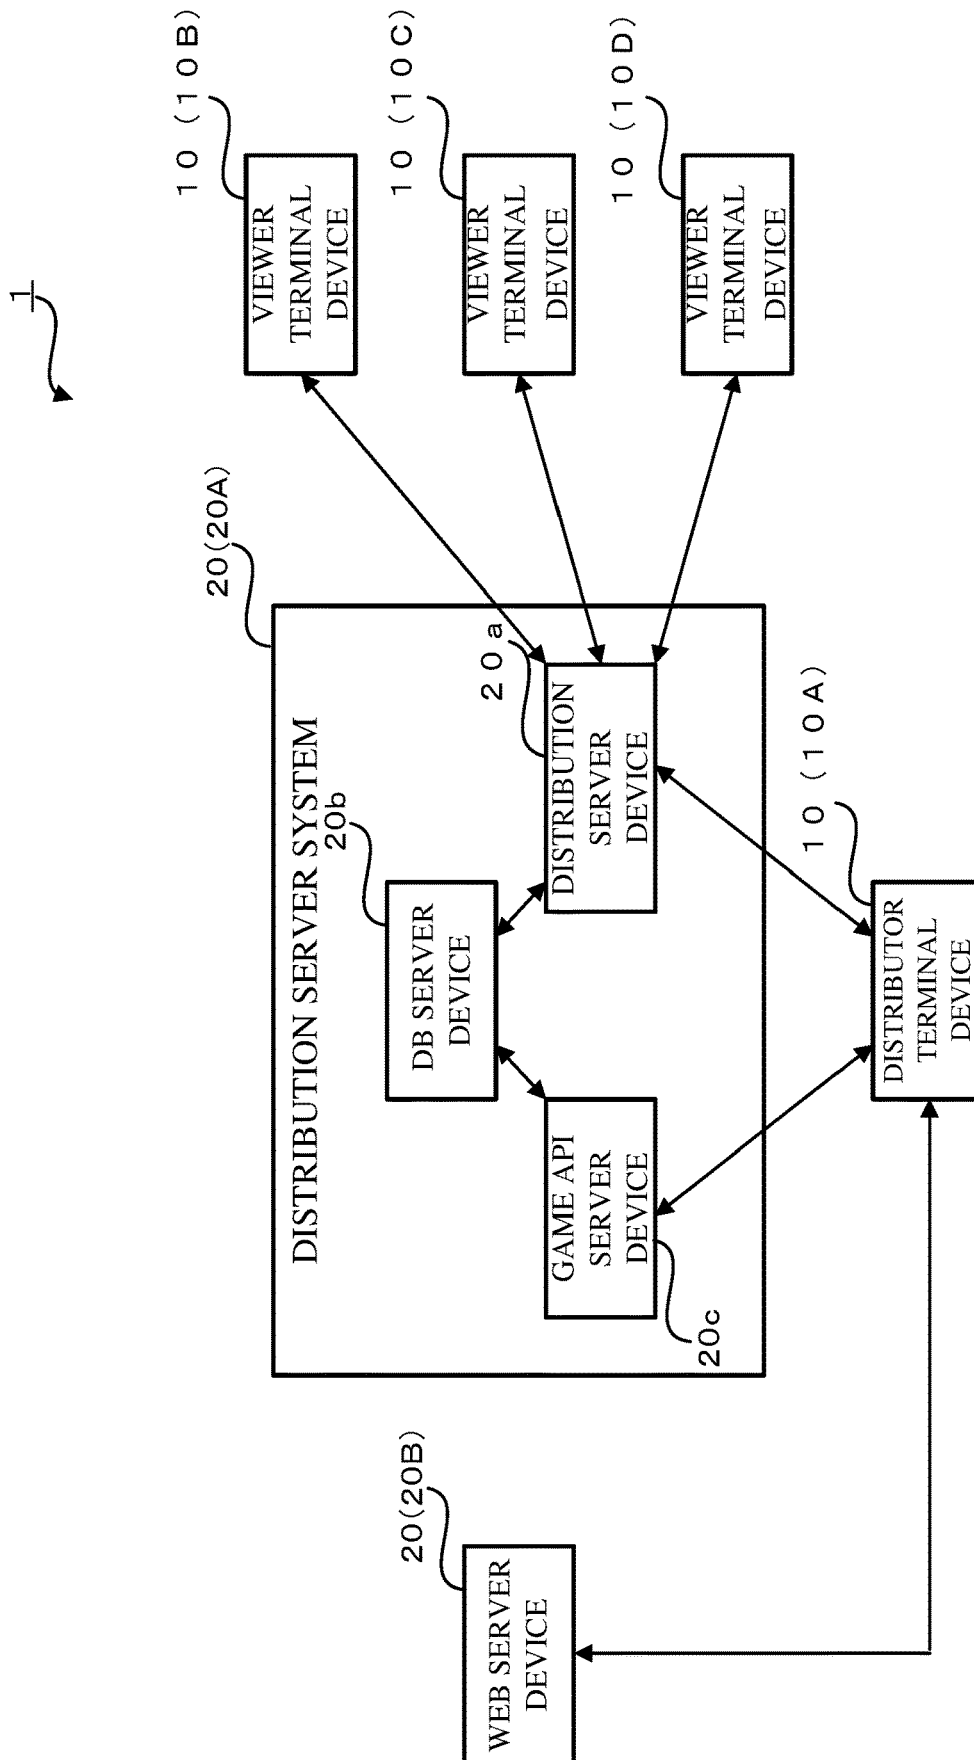 1
20(20B)
WEB SERVER
DEVICE
20(20A)
DISTRIBUTION SERVER SYSTEM
20b
DB SERVER
DEVICE
20c
GAME API
SERVER
DEVICE
20a
DISTRIBUTION
SERVER
DEVICE
10(10A)
DISTRIBUTOR
TERMINAL
DEVICE
10(10B)
VIEWER
TERMINAL
DEVICE
10(10C)
VIEWER
TERMINAL
DEVICE
10(10D)
VIEWER
TERMINAL
DEVICE